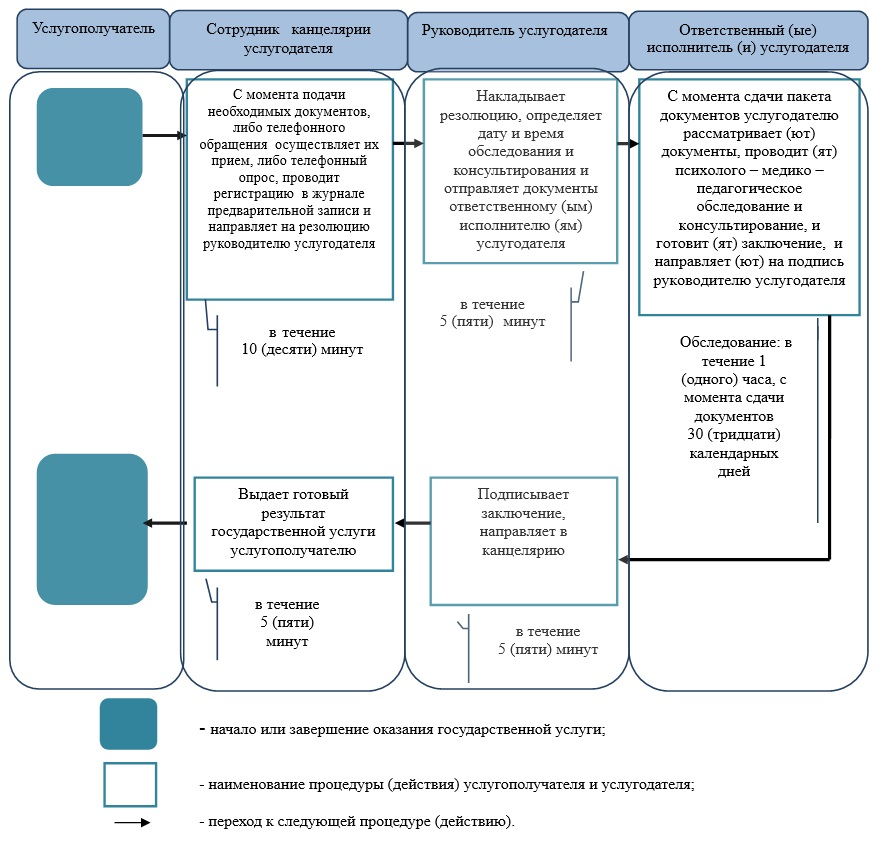 Услугополучатель
Сотрудник канцелярии
услугодателя
Руководитель услугодателя
Ответственный (ые)
исполнитель (и) услугодателя
С момента подачи
необходимых документов,
либо телефонного
обращения осуществляет их
прием, либо телефонный
опрос, проводит
регистрацию в журнале
предварительной записи и
направляет на резолюцию
руководителю услугодателя
Накладывает
резолюцию, определяет
дату и время
обследования и
консультирования и
отправляет документы
ответственному (ым)
исполнителю (ям)
услугодателя
С момента сдачи пакета
документов услугодателю
рассматривает (ют)
документы, проводит (ят)
психолого – медико –
педагогическое
обследование и
консультирование, и
готовит (ят) заключение, и
направляет (ют) на подпись
руководителю услугодателя
в течение
10 (десяти) минут
в течение
5 (пяти) минут
Обследование: в
течение 1
(одного) часа, с
момента сдачи
документов
30 (тридцати)
календарных
дней
Выдает готовый
результат
государственной услуги
услугополучателю
Подписывает
заключение,
направляет в
канцелярию
в течение
5 (пяти)
минут
в течение
5 (пяти) минут
- начало или завершение оказания государственной услуги;
- наименование процедуры (действия) услугополучателя и услугодателя;
- переход к следующей процедуре (действию).